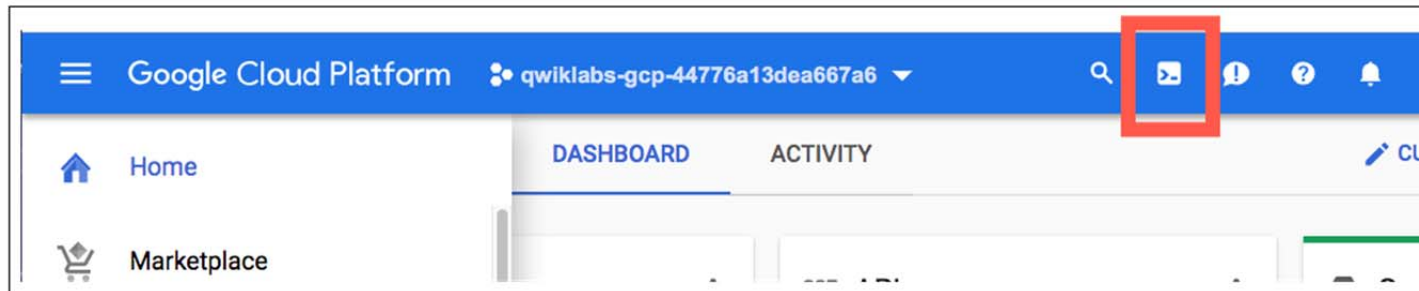 Google Cloud Platform qwiklabs-gcp-44776a13dea667a6
Home DASHBOARD ACTIVITY
Marketplace